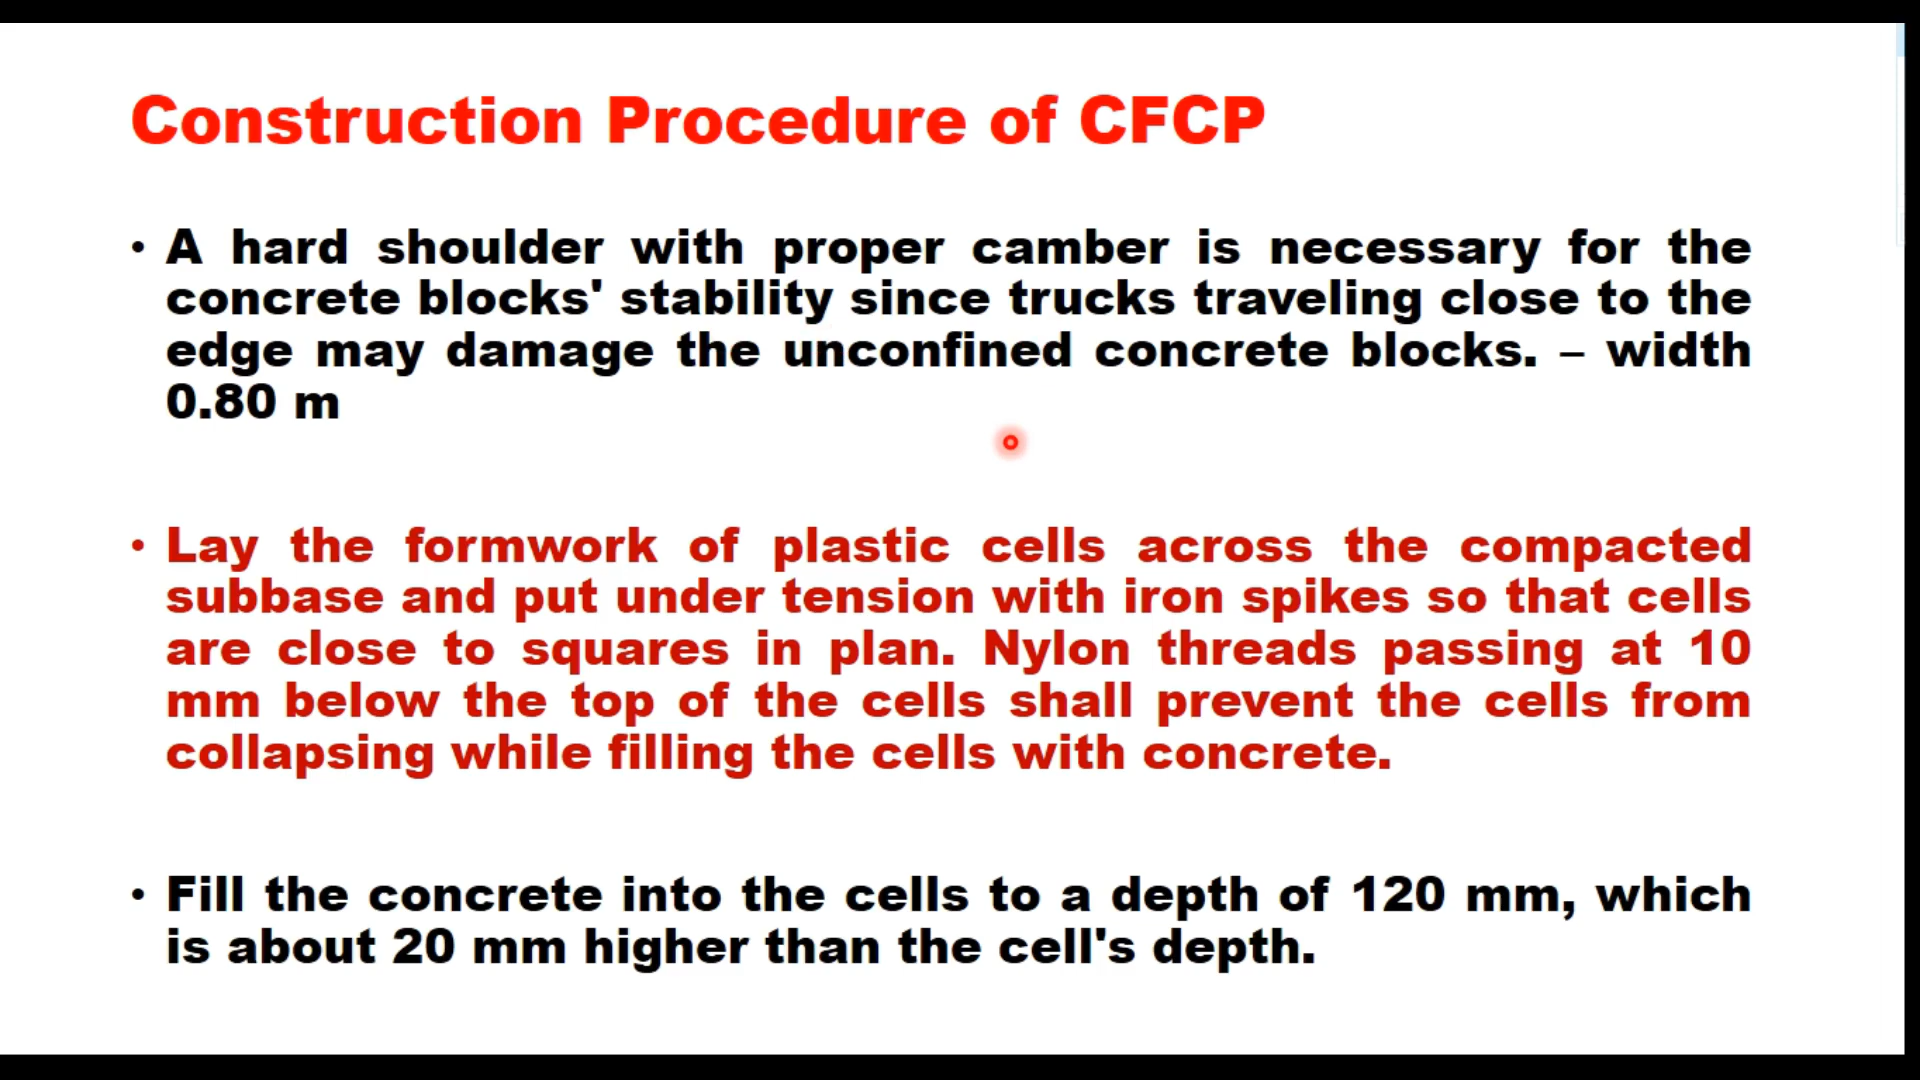 Construction Procedure of CFCP
• A hard shoulder with proper camber is necessary for the
concrete blocks' stability since trucks traveling close to the
edge may damage the unconfined concrete blocks. – width
0.80 m
• Lay the formwork of plastic cells across the compacted
subbase and put under tension with iron spikes so that cells
are close to squares in plan. Nylon threads passing at 10
mm below the top of the cells shall prevent the cells from
collapsing while filling the cells with concrete.
• Fill the concrete into the cells to a depth of 120 mm, which
is about 20 mm higher than the cell's depth.